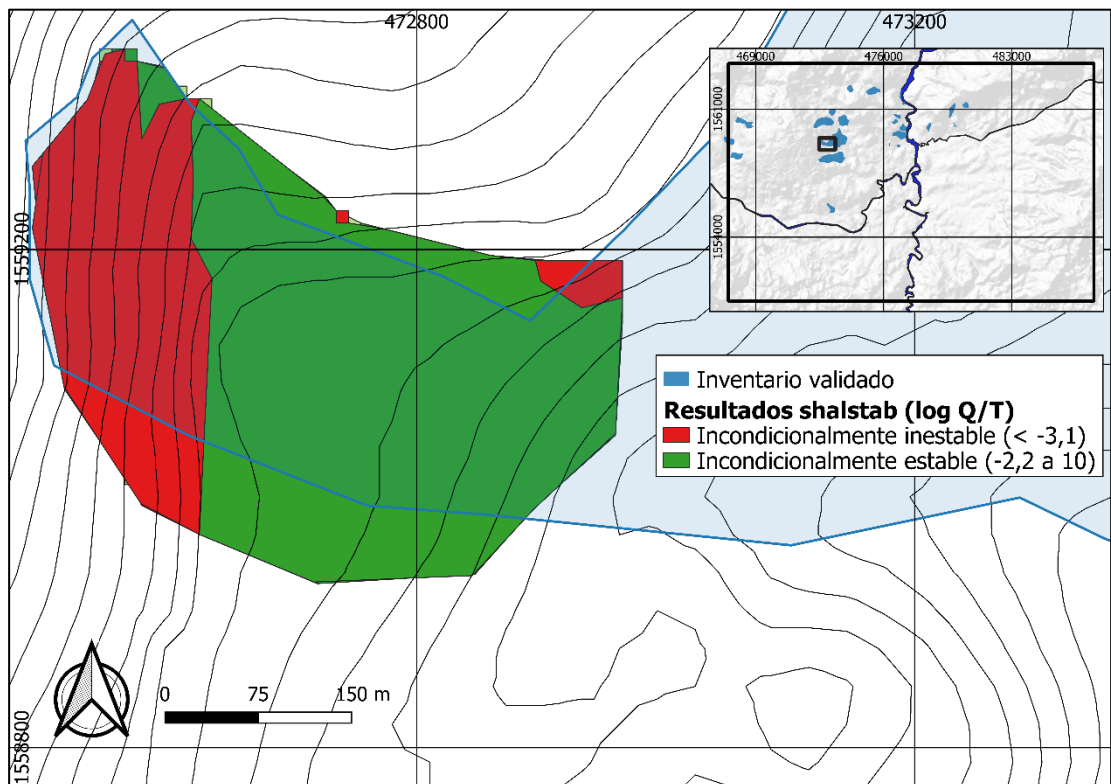 472800
473200
469000
476000
483000
1561000
1554000
1559200
Inventario validado
Resultados shalstab (log Q/T)
Incondicionalmente inestable (< -3,1)
Incondicionalmente estable (-2,2 a 10)
0 75 150 m
1558800